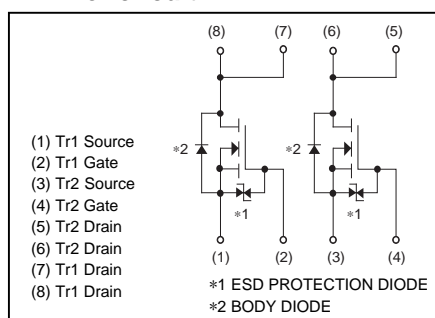 (8) (7) (6) (5)
(1) Tr1 Source
(2) Tr1 Gate
(3) Tr2 Source
(4) Tr2 Gate
(5) Tr2 Drain
(6) Tr2 Drain
(7) Tr1 Drain
(8) Tr1 Drain
∗2 ∗2
∗1 ∗1
(1) (2) (3) (4)
∗1 ESD PROTECTION DIODE
∗2 BODY DIODE